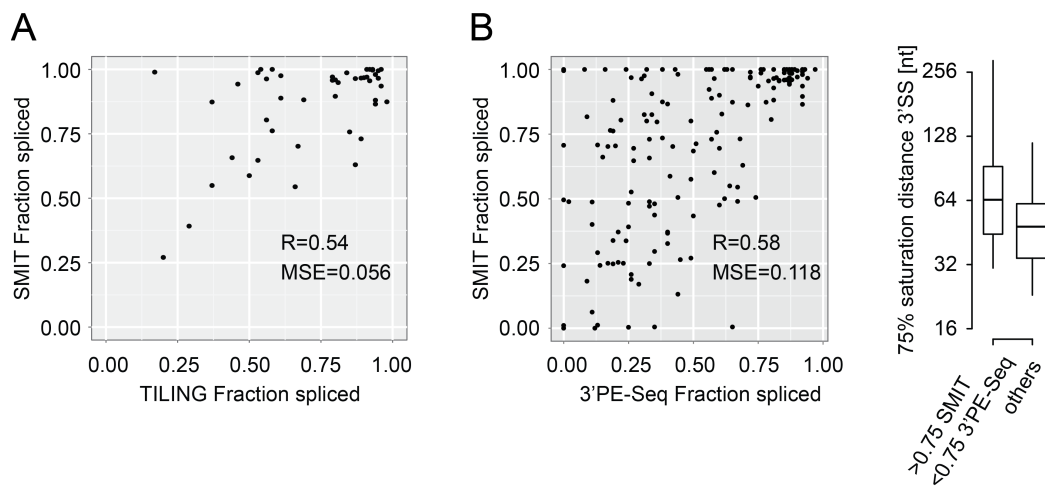 A
SMIT Fraction spliced
1.00
0.75
0.50
0.25
0.00
R=0.54
MSE=0.056
0.00 0.25 0.50 0.75 1.00
TILING Fraction spliced
B
SMIT Fraction spliced
1.00
0.75
0.50
0.25
0.00
R=0.58
MSE=0.118
0.00 0.25 0.50 0.75 1.00
3'PE-Seq Fraction spliced
75% saturation distance 3'SS [nt]
256
128
64
32
16
>0.75 SMIT
<0.75 3'PE-Seq
others